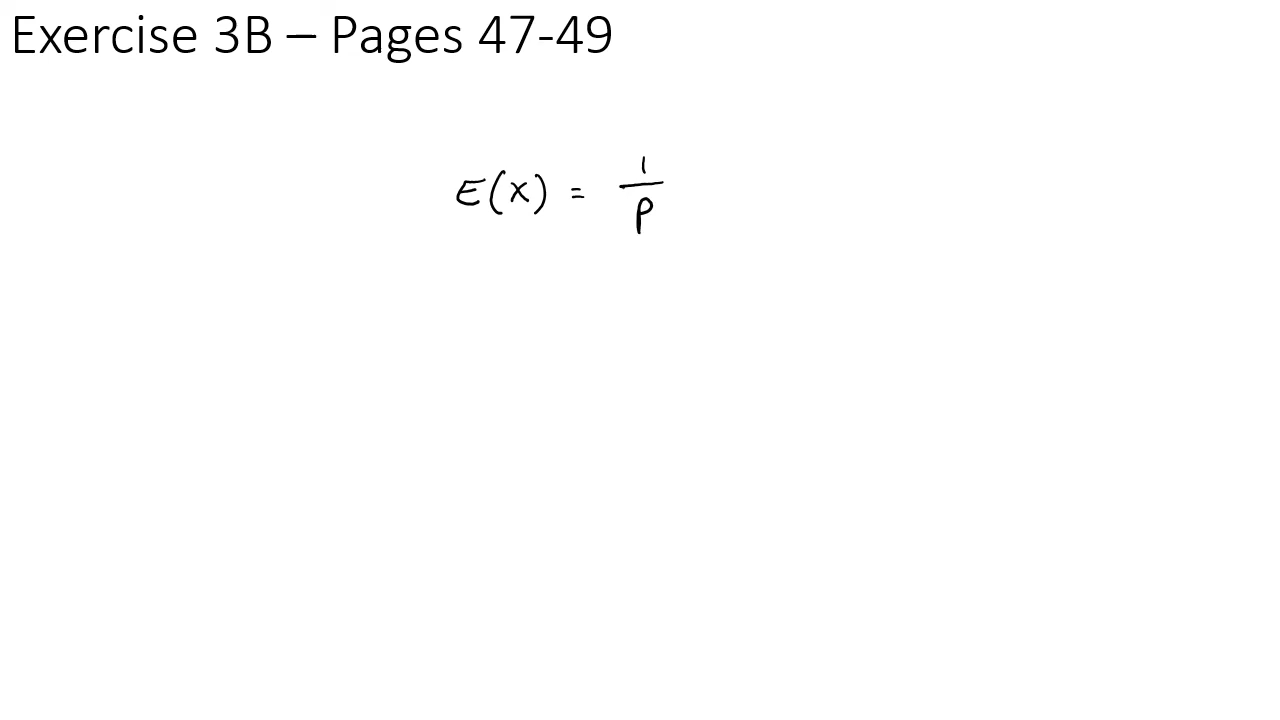 Exercise 3B – Pages 47-49
E(x) = 1/p